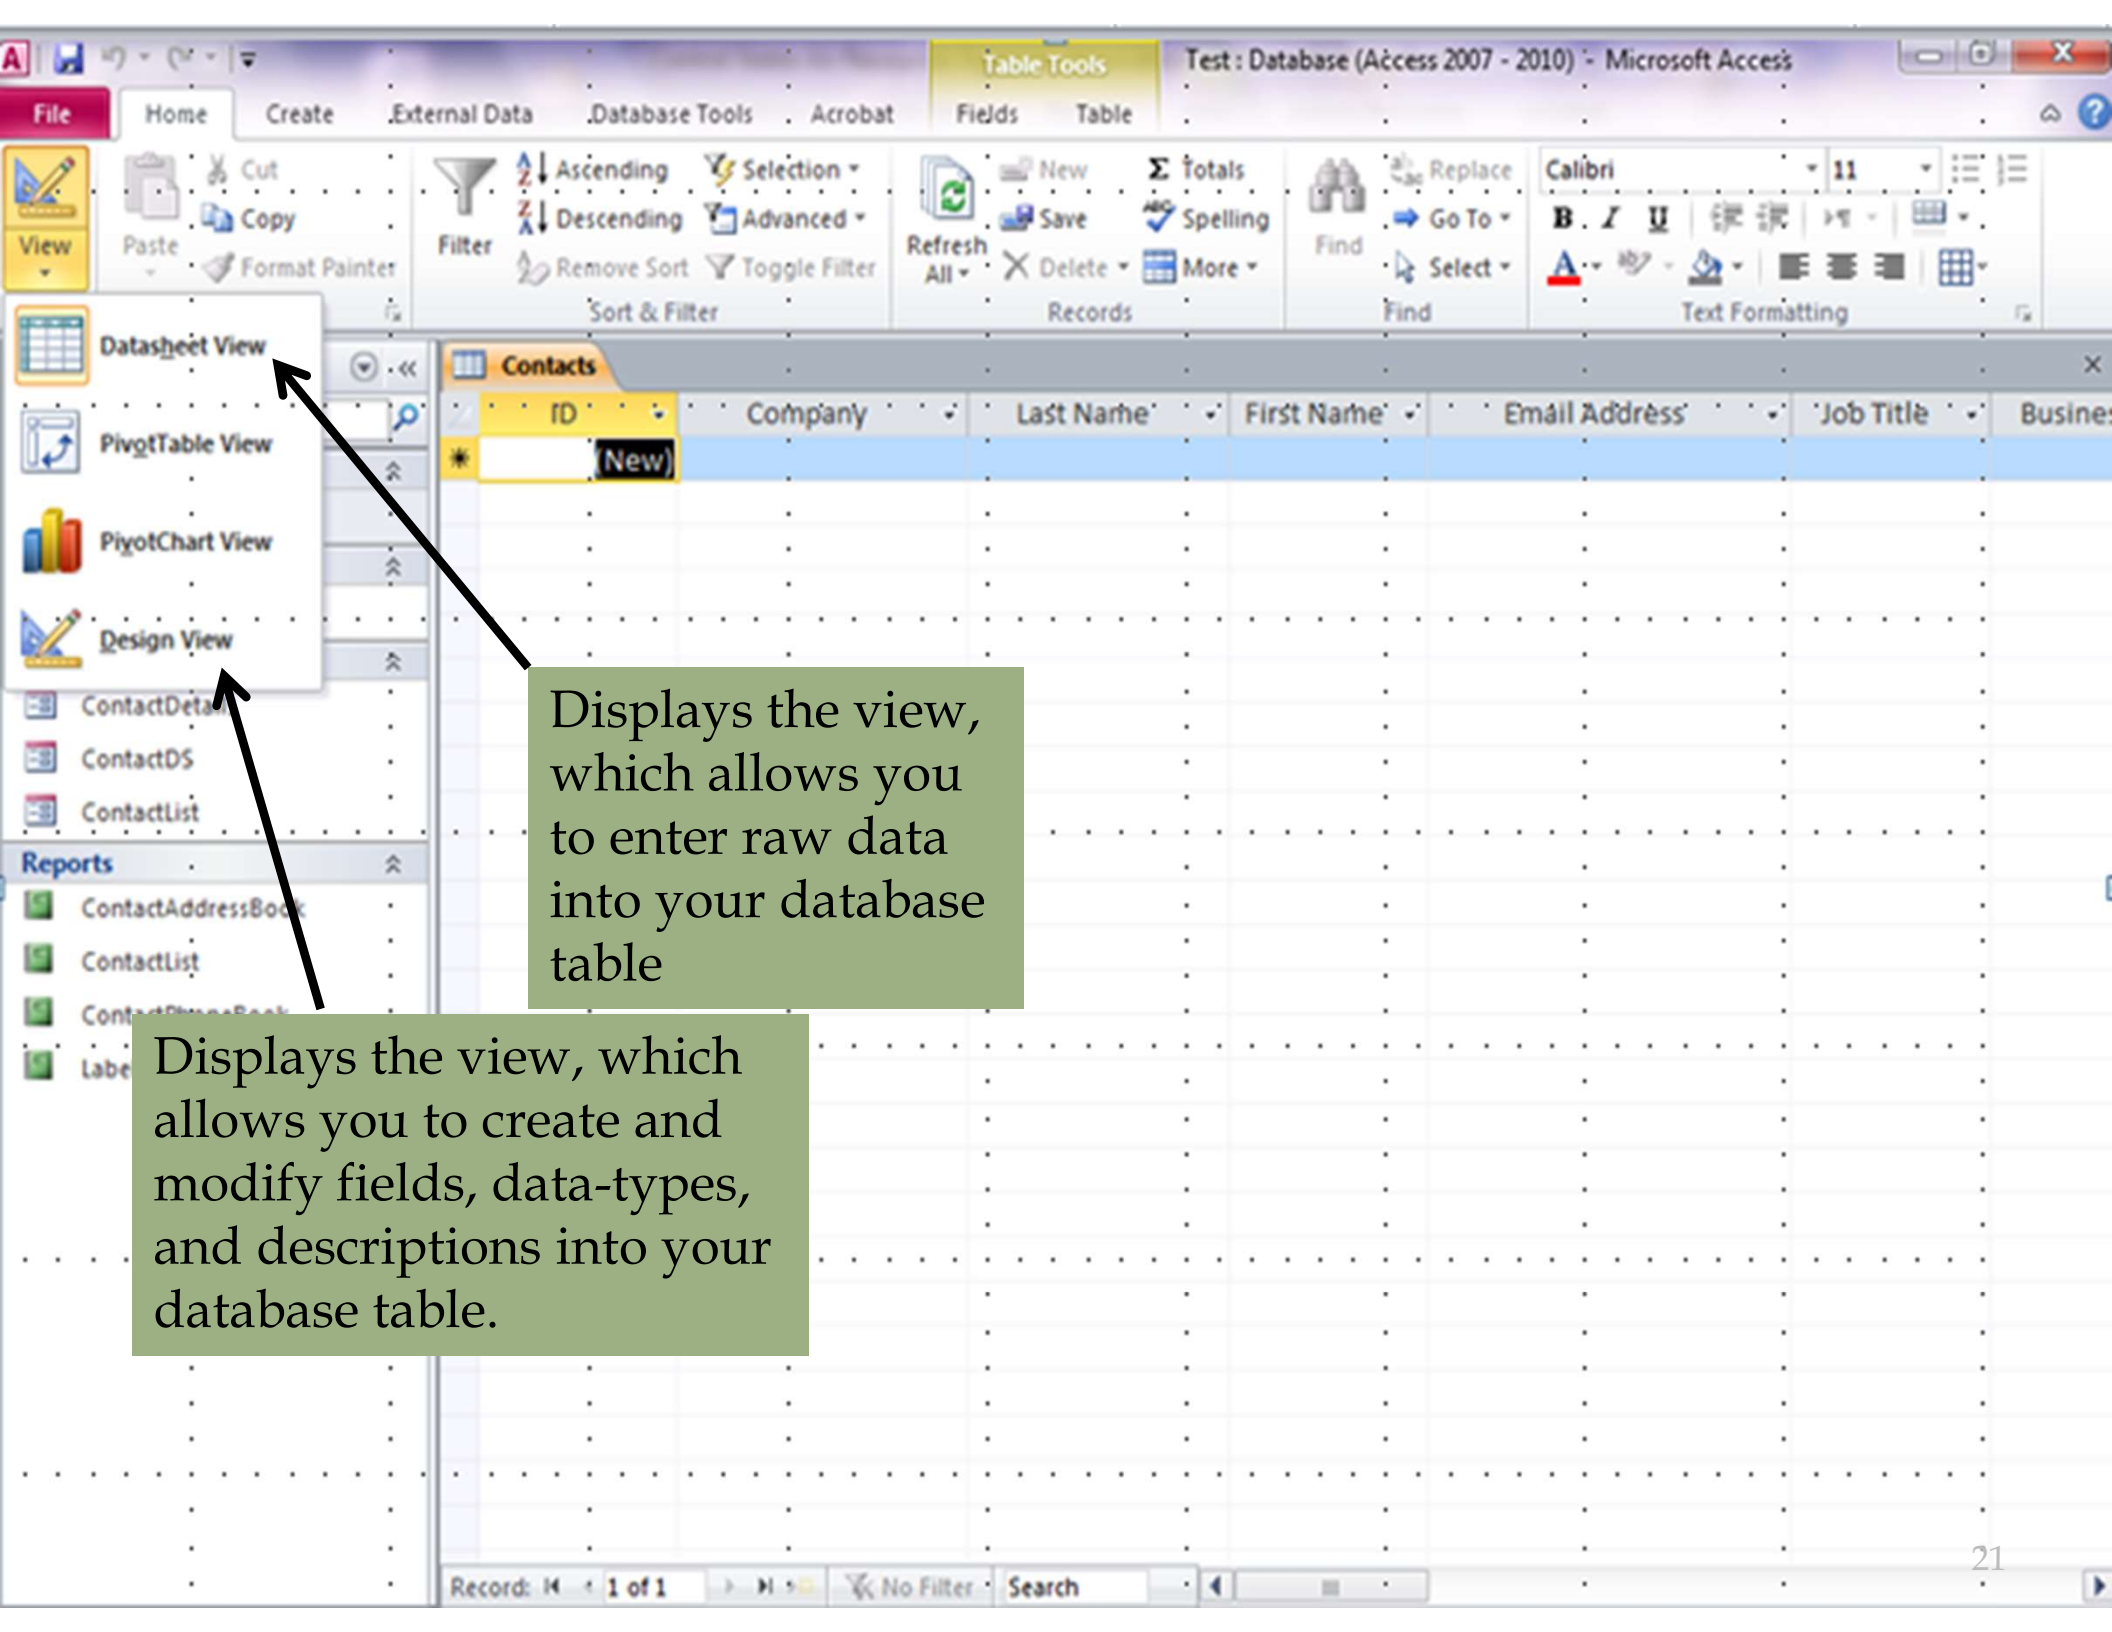 Table Tools Test : Database (Access 2007 - 2010) - Microsoft Access
File Home Create External Data Database Tools Acrobat Fields Table
View
Paste
Cut
Copy
Format Painter
Filter
Ascending
Descending
Remove Sort
Selection
Advanced
Toggle Filter
Sort & Filter
Refresh
All
New
Save
Delete
Totals
Spelling
More
Records
Find
Replace
Go To
Select
Find
Calibri 11
B I U
A
Text Formatting
Datasheet View
PivotTable View
PivotChart View
Design View
Contacts
ID Company Last Name First Name Email Address Job Title Busines
(New)
ContactDetai
ContactDS
ContactList
Reports
ContactAddressBook
ContactList
ContactPhoneBook
Labe
Displays the view,
which allows you
to enter raw data
into your database
table
Displays the view, which
allows you to create and
modify fields, data-types,
and descriptions into your
database table.
21
Record: 1 of 1 No Filter Search